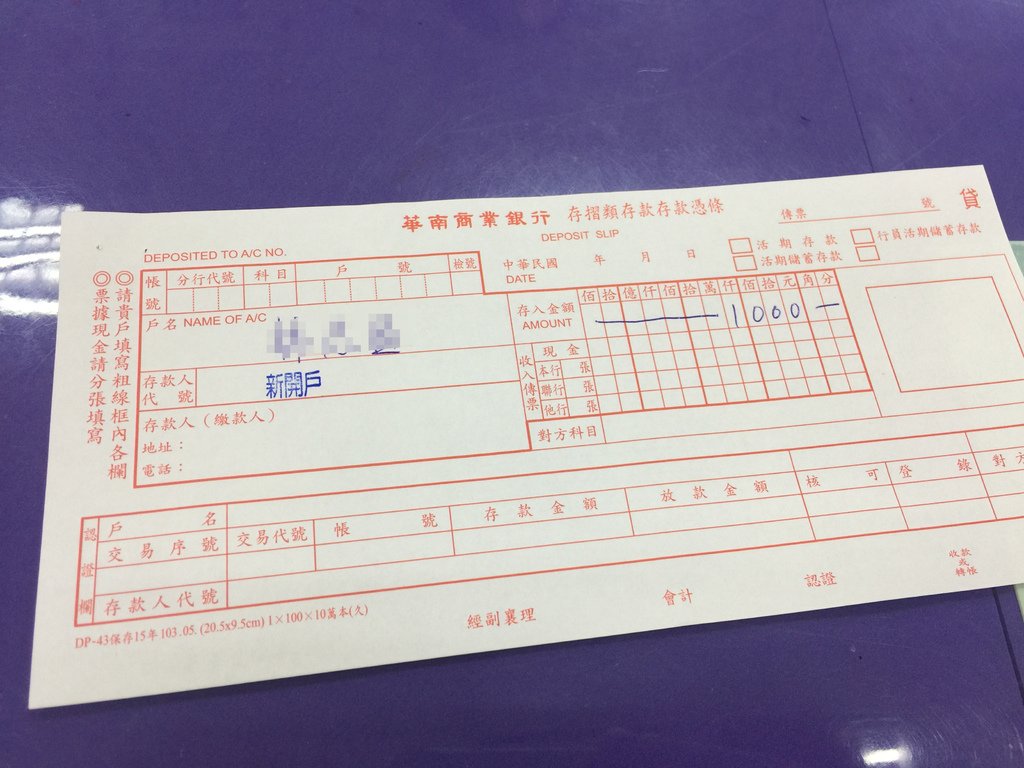 華南商業銀行 存摺類存款存款憑條
DEPOSIT SLIP
傳票 號
貸
DEPOSITED TO A/C NO.
帳號 分行代號 科目 戶 號 檢號
中華民國 年 月 日
DATE
活期存款
行員活期儲蓄存款
活期儲蓄存款
戶名 NAME OF A/C
存入金額
AMOUNT
佰拾億仟佰拾萬仟佰拾元角分
1000—
存款人
代號
新開戶
收入傳票
現金
本行 張
聯行 張
他行 張
對方科目
存款人(繳款人)
地址:
電話:
◎請貴戶填寫粗線框內各欄
◎票據現金請分張填寫
認證欄
戶名
交易序號 交易代號 帳號 存款金額 放款金額 核可 登錄 對方
存款人代號
DP-43保存15年 103.05. (20.5x9.5cm) 1×100×10萬本(久)
經副襄理 會計 認證 收款或轉帳